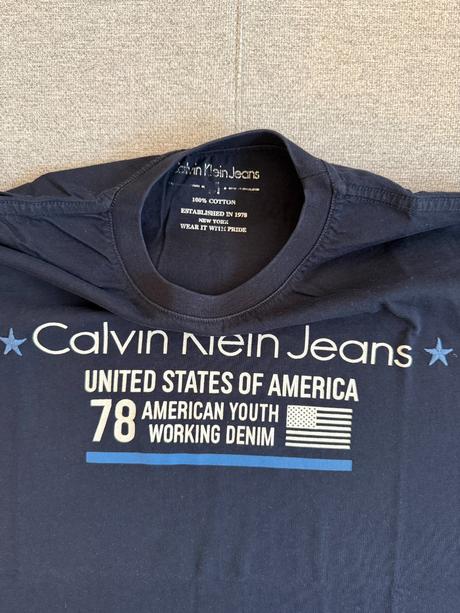 Calvin Klein Jeans
100% COTTON
ESTABLISHED IN 1978
NEW YORK
WEAR IT WITH PRIDE
Calvin Klein Jeans
UNITED STATES OF AMERICA
78 AMERICAN YOUTH
WORKING DENIM